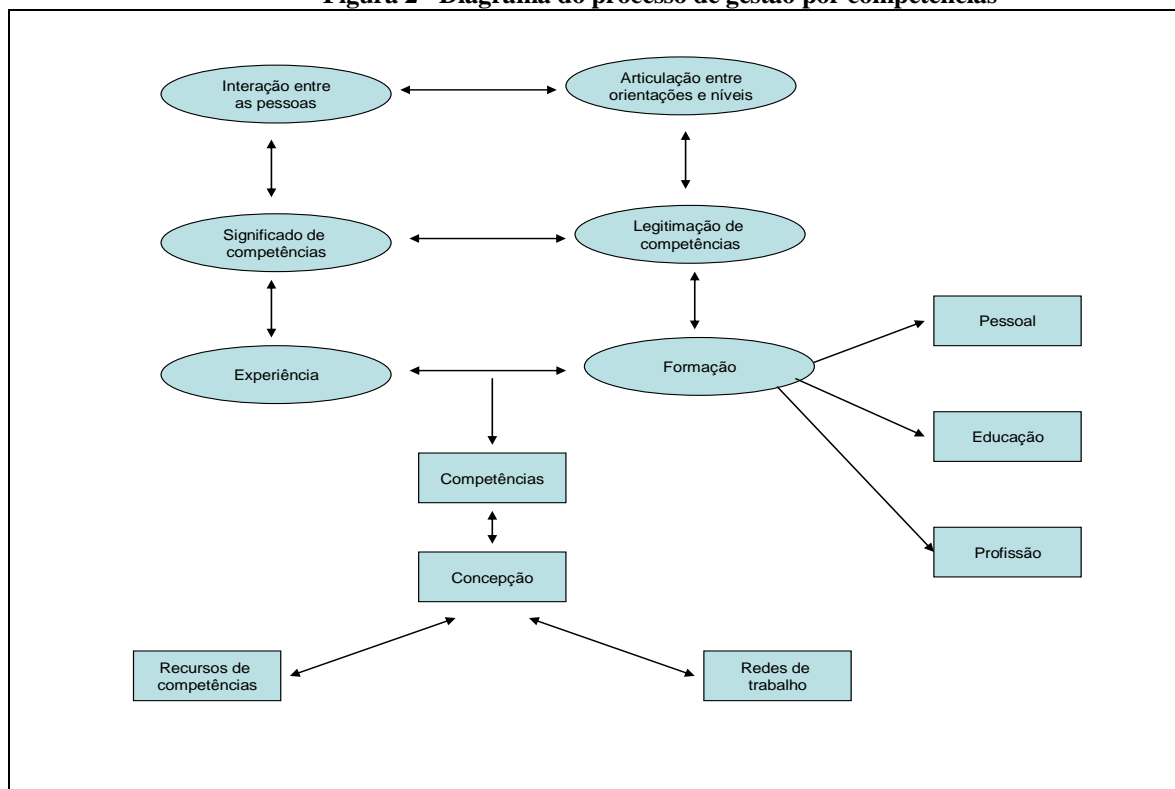 Figura 2 - Diagrama do processo de gestão por competências
Interação entre
as pessoas
Articulação entre
orientações e níveis
Significado de
competências
Legitimação de
competências
Pessoal
Experiência
Formação
Educação
Competências
Profissão
Concepção
Recursos de
competências
Redes de
trabalho